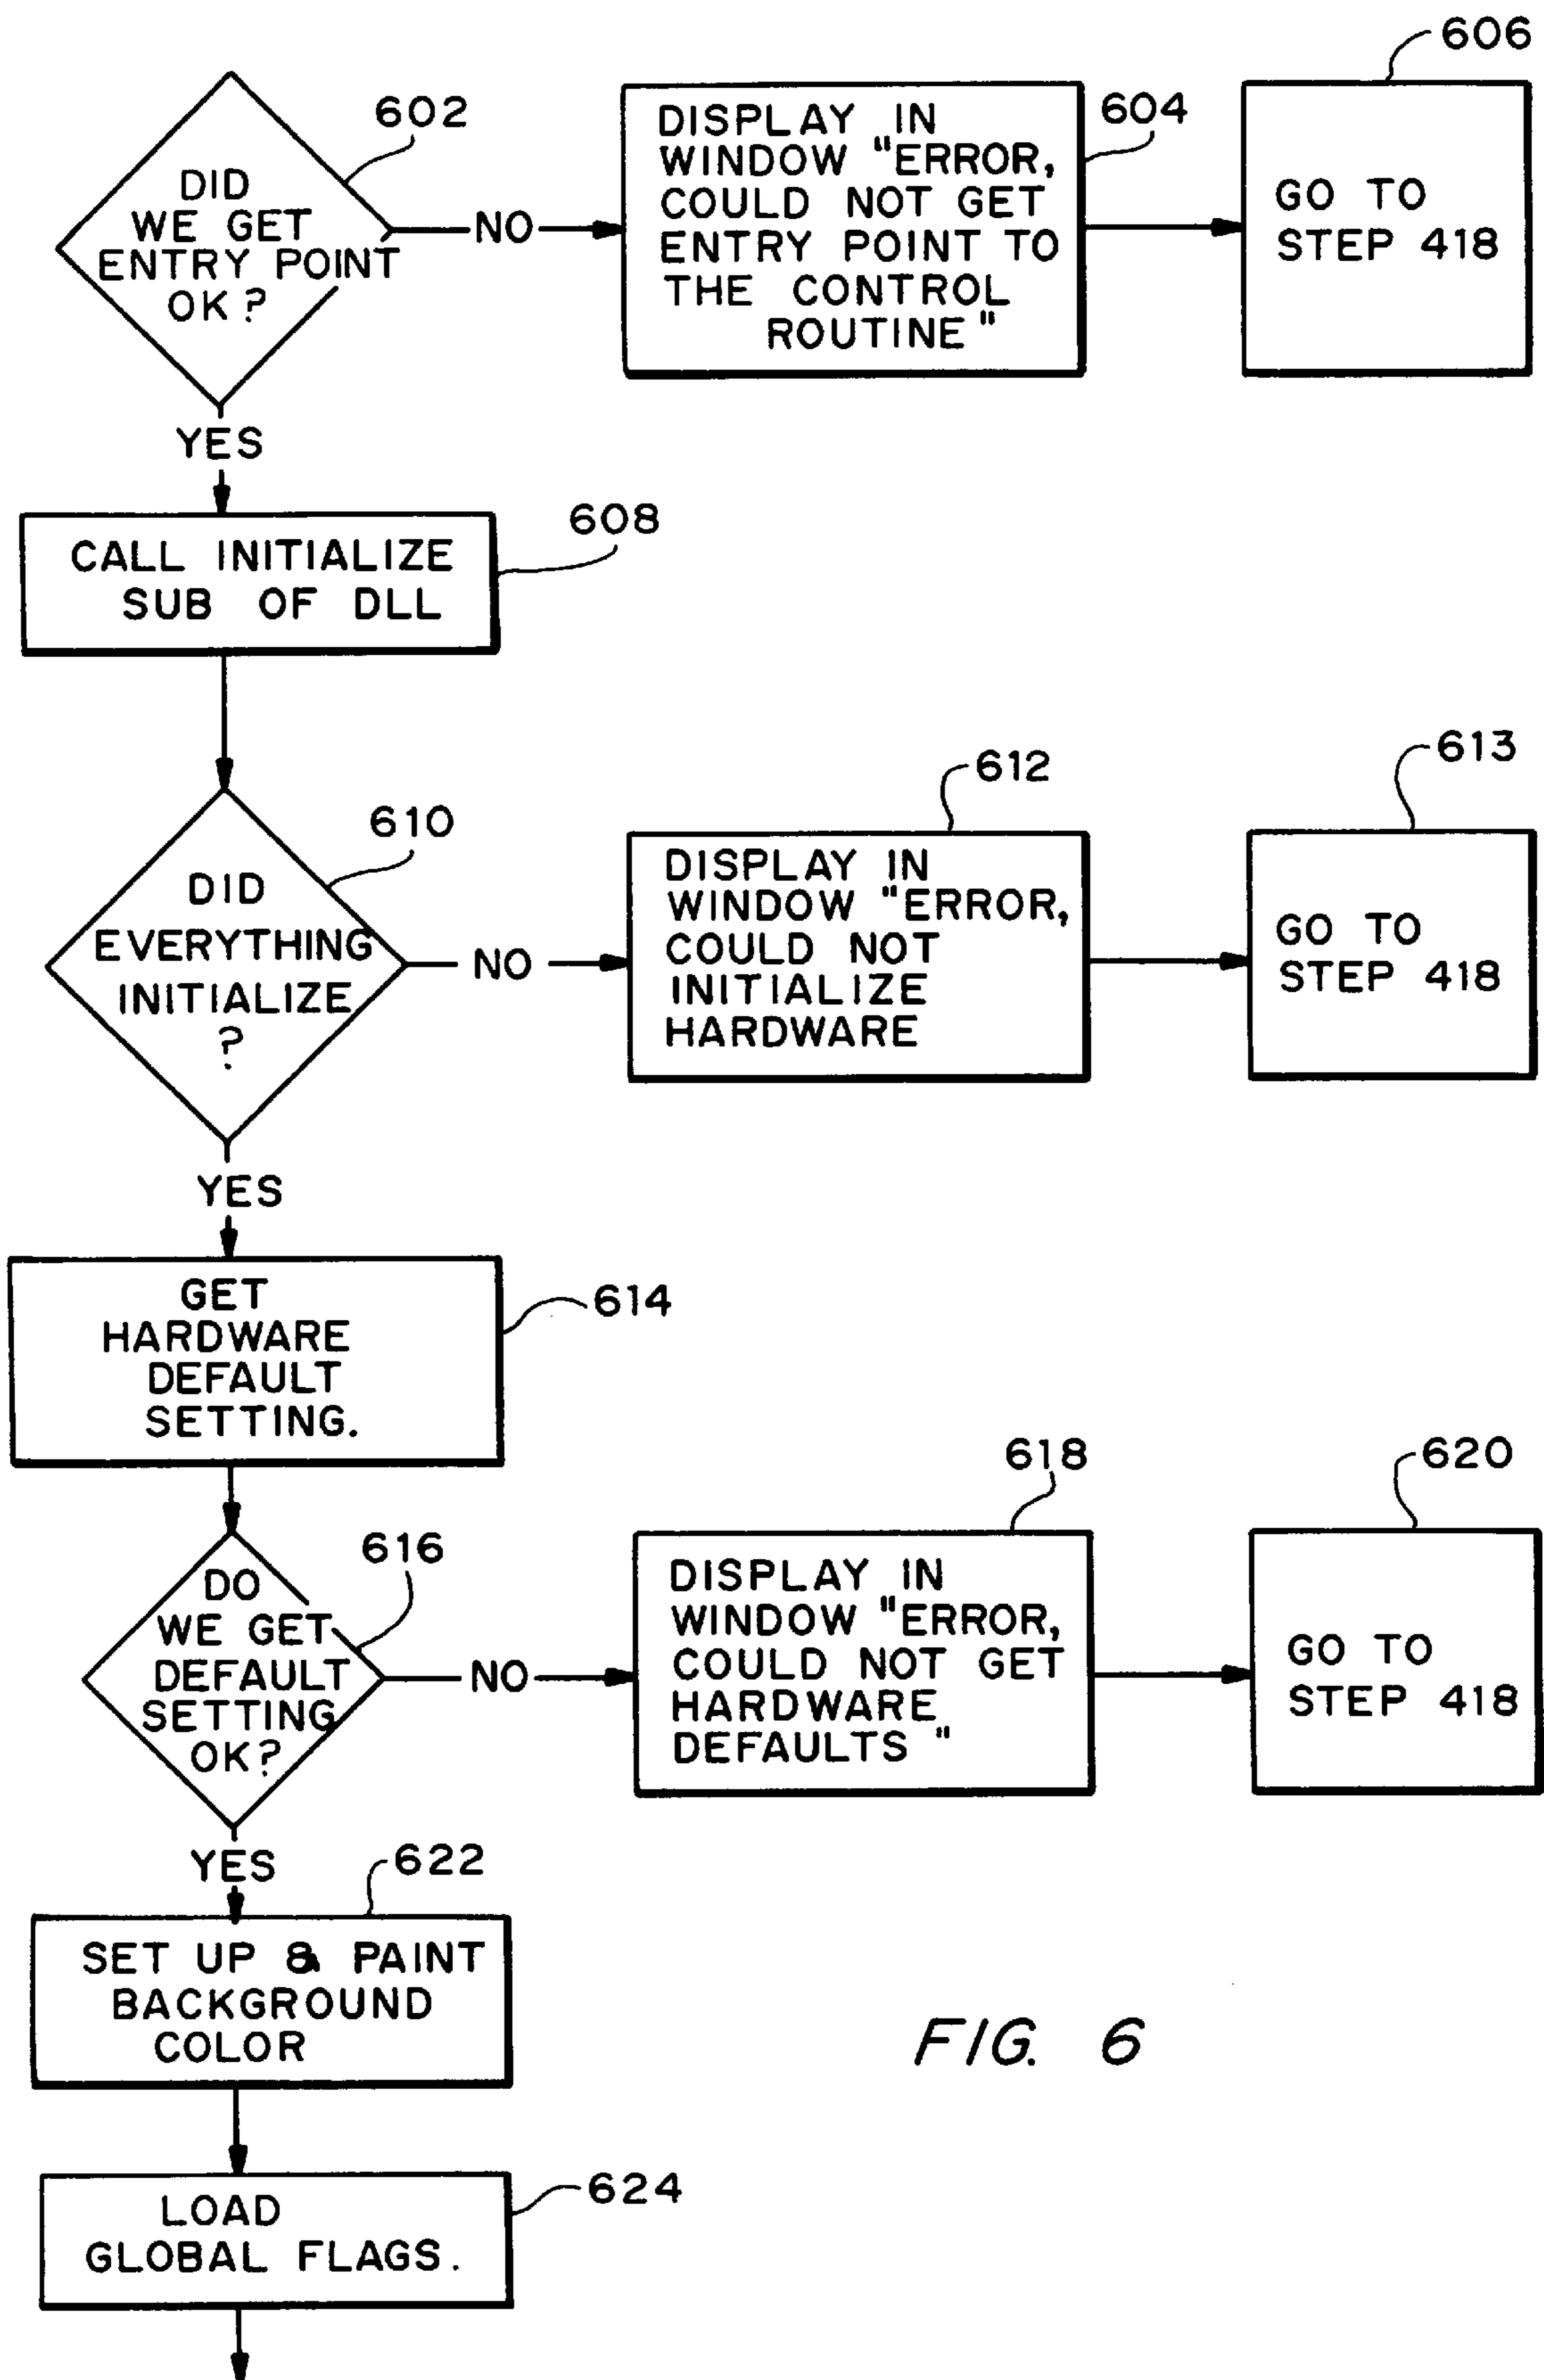 606
602
DID
WE GET
ENTRY POINT
OK?
NO
DISPLAY IN
WINDOW "ERROR,
COULD NOT GET
ENTRY POINT TO
THE CONTROL
ROUTINE"
604
GO TO
STEP 418
YES
CALL INITIALIZE
SUB OF DLL
608
610
DID
EVERYTHING
INITIALIZE
?
NO
612
DISPLAY IN
WINDOW "ERROR,
COULD NOT
INITIALIZE
HARDWARE
613
GO TO
STEP 418
YES
GET
HARDWARE
DEFAULT
SETTING.
614
616
DO
WE GET
DEFAULT
SETTING
OK?
NO
618
DISPLAY IN
WINDOW "ERROR,
COULD NOT GET
HARDWARE
DEFAULTS"
620
GO TO
STEP 418
YES
622
SET UP & PAINT
BACKGROUND
COLOR
FIG. 6
LOAD
GLOBAL FLAGS.
624